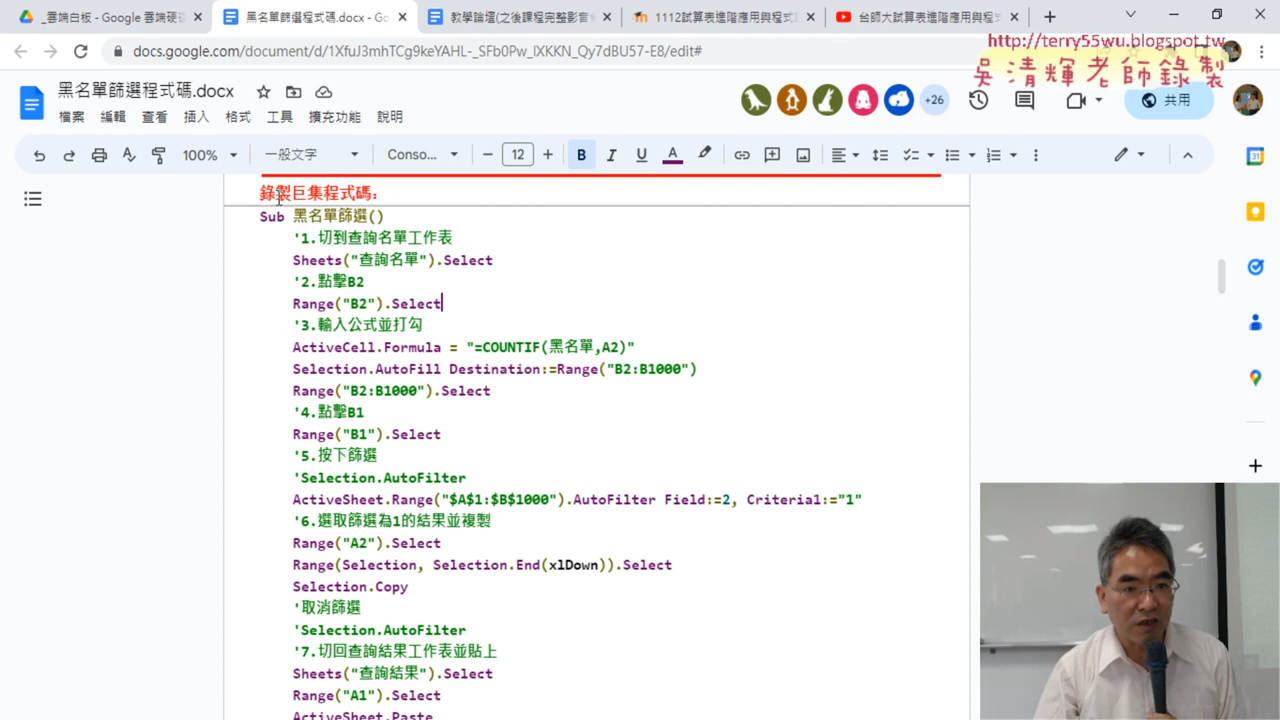 _雲端白板 - Google 雲端硬碟
黑名單篩選程式碼.docx - Go
教學論壇(之後課程完整影音會
1112試算表進階應用與程式設
台師大試算表進階應用與程式
docs.google.com/document/d/1XfuJ3mhTCg9keYAHL-_SFb0Pw_lXKKN_Qy7dBU57-E8/edit#
http://terry55wu.blogspot.tw
吳清輝老師錄製
黑名單篩選程式碼.docx
檔案 編輯 查看 插入 格式 工具 擴充功能 說明
+26
共用
100% 一般文字 Conso... 12 B I U A
錄製巨集程式碼:
Sub 黑名單篩選()
'1.切到查詢名單工作表
Sheets("查詢名單").Select
'2.點擊B2
Range("B2").Select
'3.輸入公式並打勾
ActiveCell.Formula = "=COUNTIF(黑名單,A2)"
Selection.AutoFill Destination:=Range("B2:B1000")
Range("B2:B1000").Select
'4.點擊B1
Range("B1").Select
'5.按下篩選
'Selection.AutoFilter
ActiveSheet.Range("$A$1:$B$1000").AutoFilter Field:=2, Criteria1:="1"
'6.選取篩選為1的結果並複製
Range("A2").Select
Range(Selection, Selection.End(xlDown)).Select
Selection.Copy
'取消篩選
'Selection.AutoFilter
'7.切回查詢結果工作表並貼上
Sheets("查詢結果").Select
Range("A1").Select
ActiveSheet.Paste